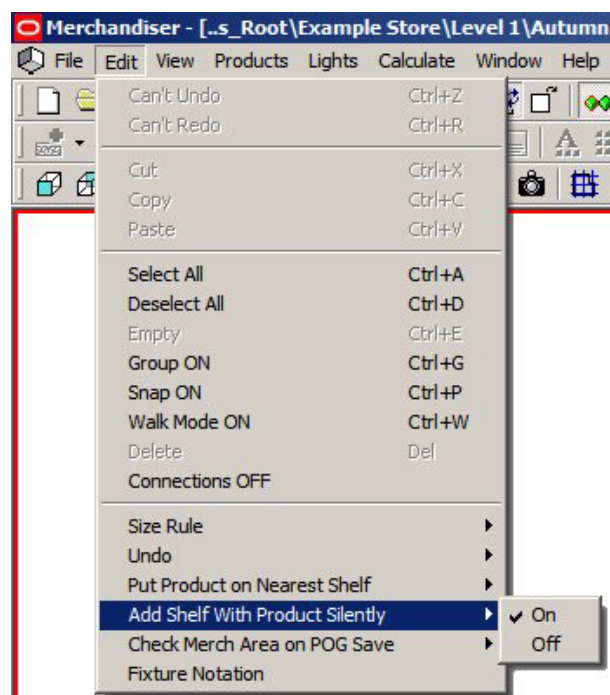 Merchandiser - [..s_Root\Example Store\Level 1\Autumn
File Edit View Products Lights Calculate Window Help
Can't Undo Ctrl+Z
Can't Redo Ctrl+R
Cut Ctrl+X
Copy Ctrl+C
Paste Ctrl+V
Select All Ctrl+A
Deselect All Ctrl+D
Empty Ctrl+E
Group ON Ctrl+G
Snap ON Ctrl+P
Walk Mode ON Ctrl+W
Delete Del
Connections OFF
Size Rule
Undo
Put Product on Nearest Shelf
Add Shelf With Product Silently On
Check Merch Area on POG Save Off
Fixture Notation